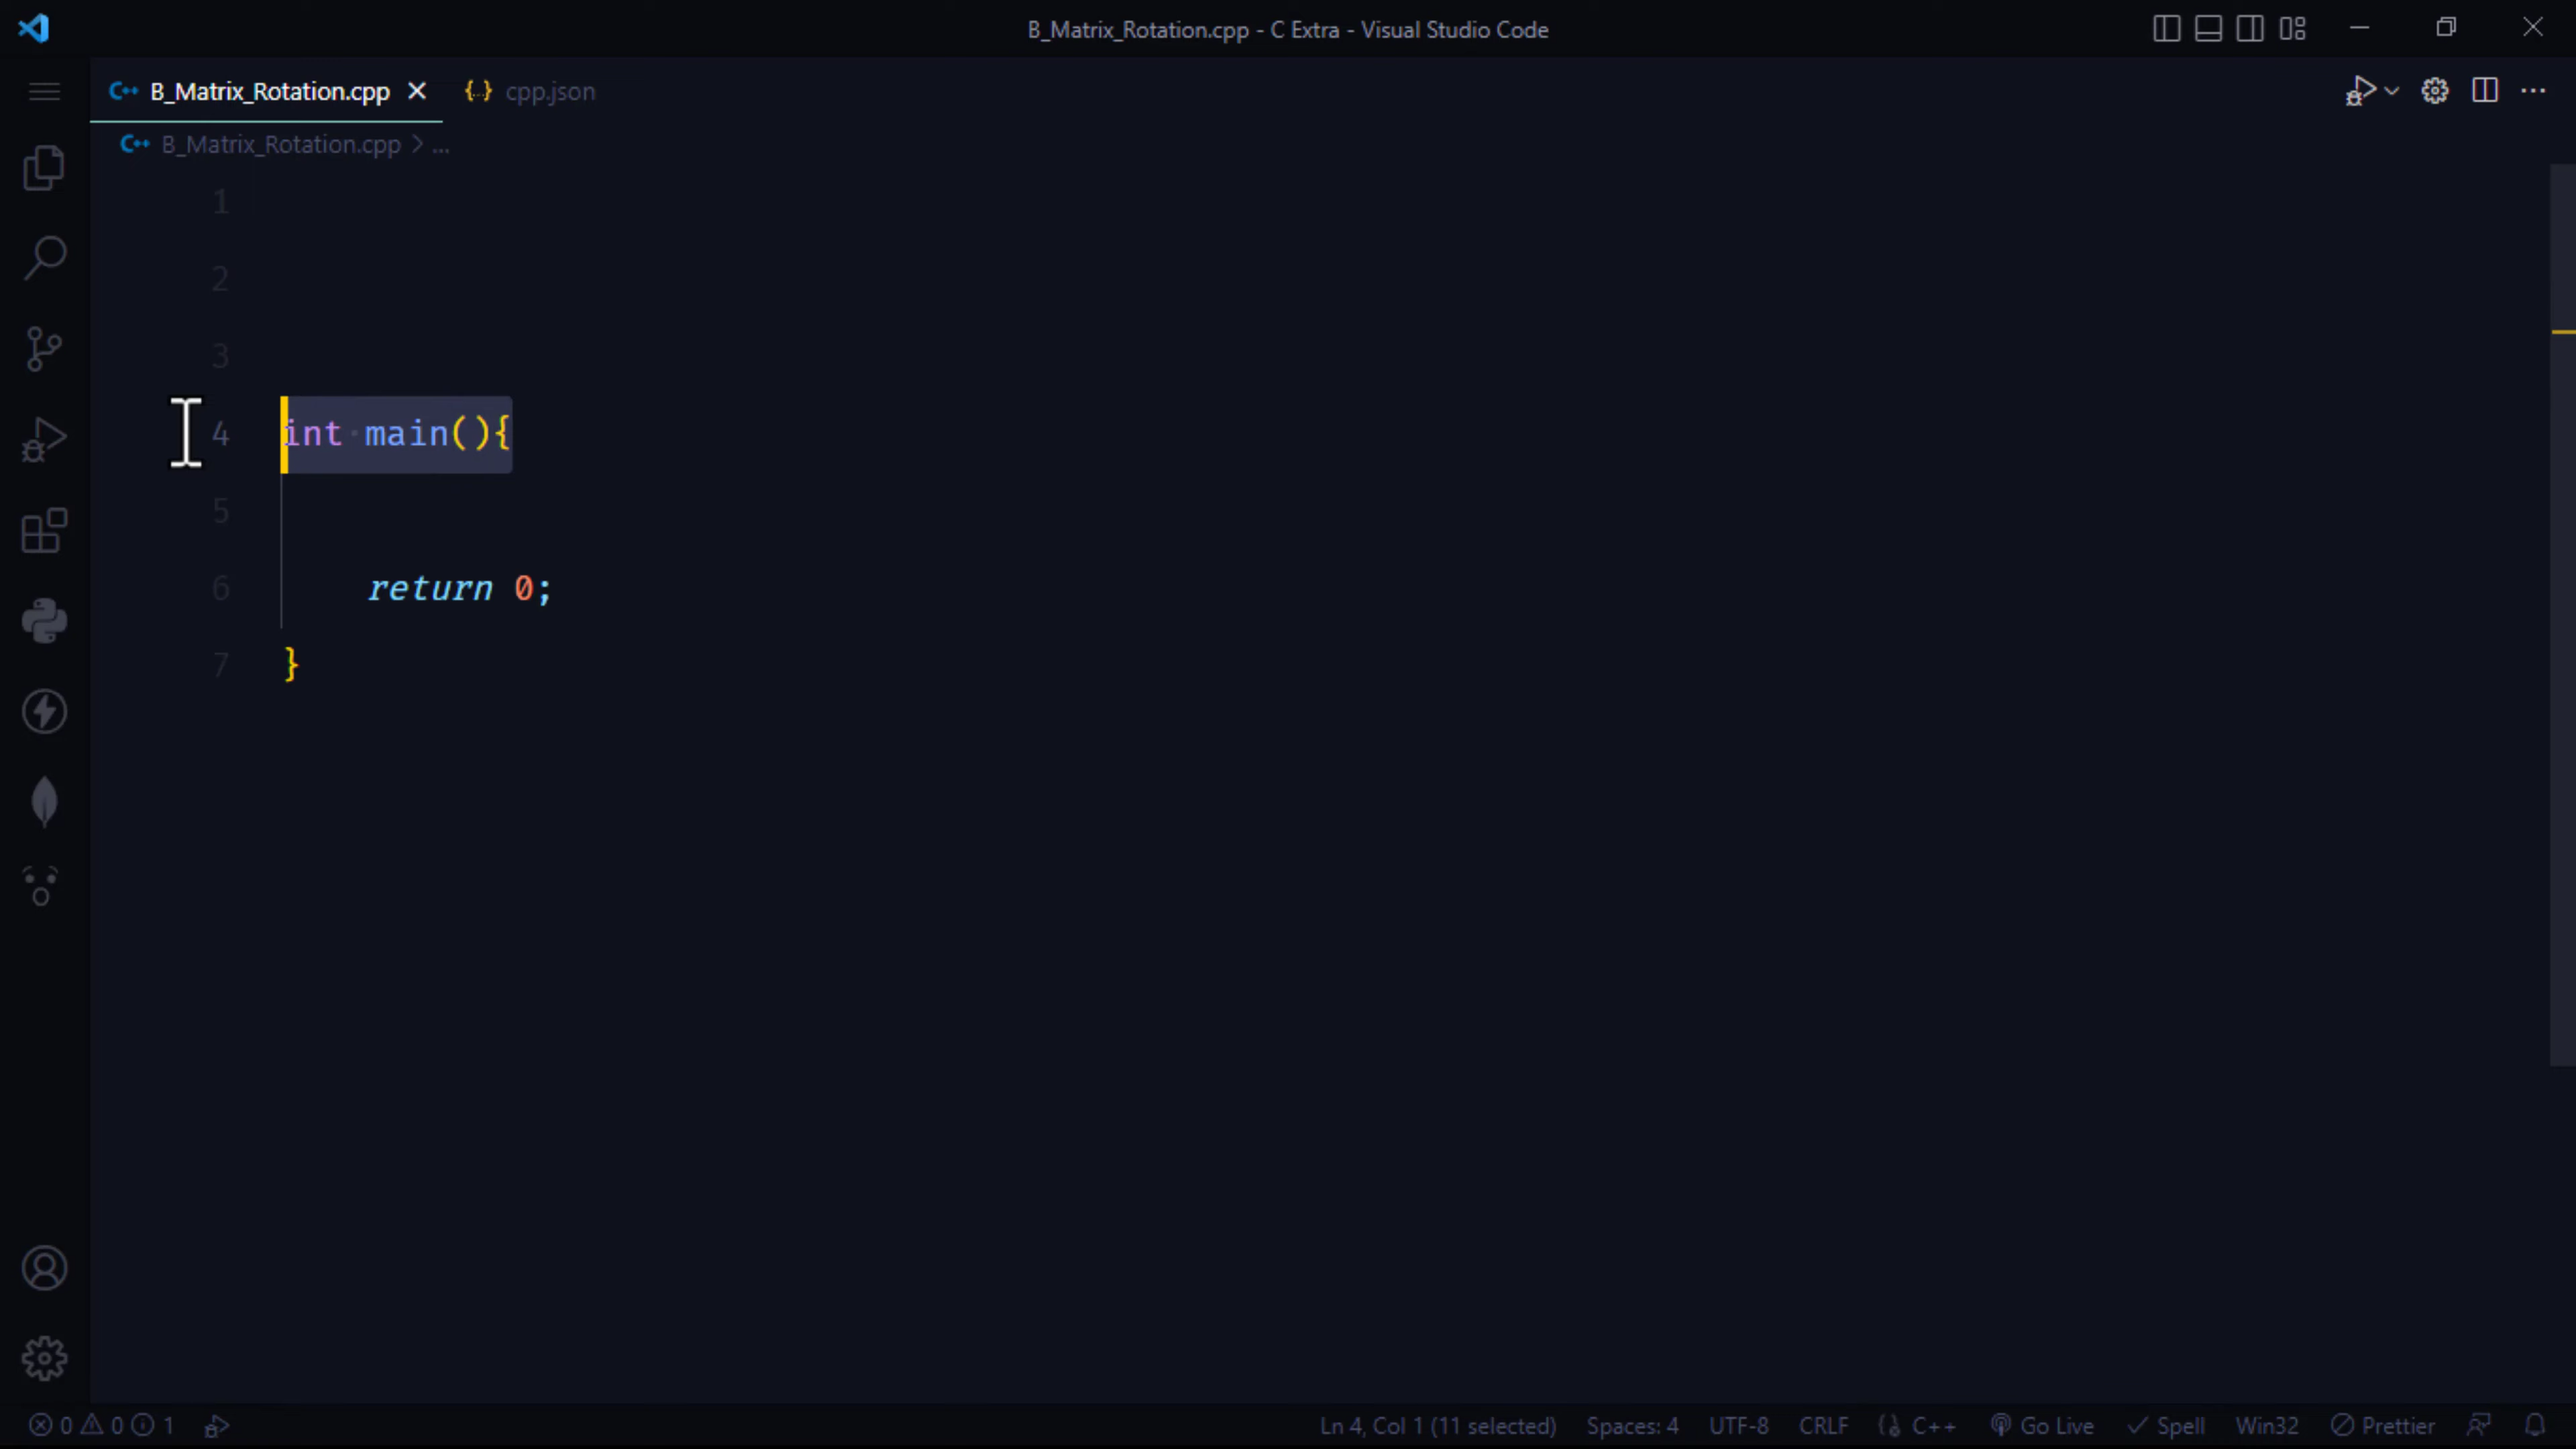 B_Matrix_Rotation.cpp - C Extra - Visual Studio Code
C++ B_Matrix_Rotation.cpp {..} cpp.json
C++ B_Matrix_Rotation.cpp > ...
1
2
3
4 int main(){
5
6 return 0;
7 }
0 0 1 Ln 4, Col 1 (11 selected) Spaces: 4 UTF-8 CRLF C++ Go Live Spell Win32 Prettier